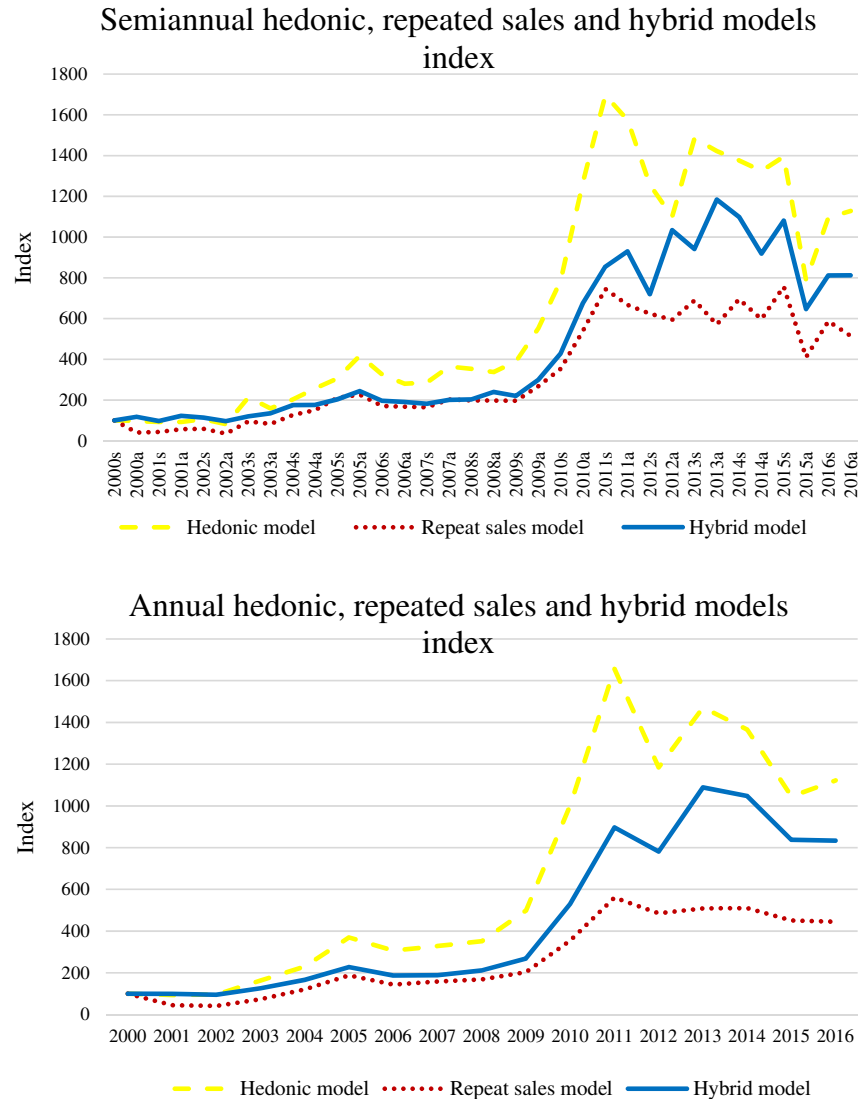 Semiannual hedonic, repeated sales and hybrid models
index
1800
1600
1400
1200
1000
800
600
400
200
0
Index
2000s
2000a
2001s
2001a
2002s
2002a
2003s
2003a
2004s
2004a
2005s
2005a
2006s
2006a
2007s
2007a
2008s
2008a
2009s
2009a
2010s
2010a
2011s
2011a
2012s
2012a
2013s
2013a
2014s
2014a
2015s
2015a
2016s
2016a
Hedonic model Repeat sales model Hybrid model
Annual hedonic, repeated sales and hybrid models
index
1800
1600
1400
1200
1000
800
600
400
200
0
Index
2000 2001 2002 2003 2004 2005 2006 2007 2008 2009 2010 2011 2012 2013 2014 2015 2016
Hedonic model Repeat sales model Hybrid model